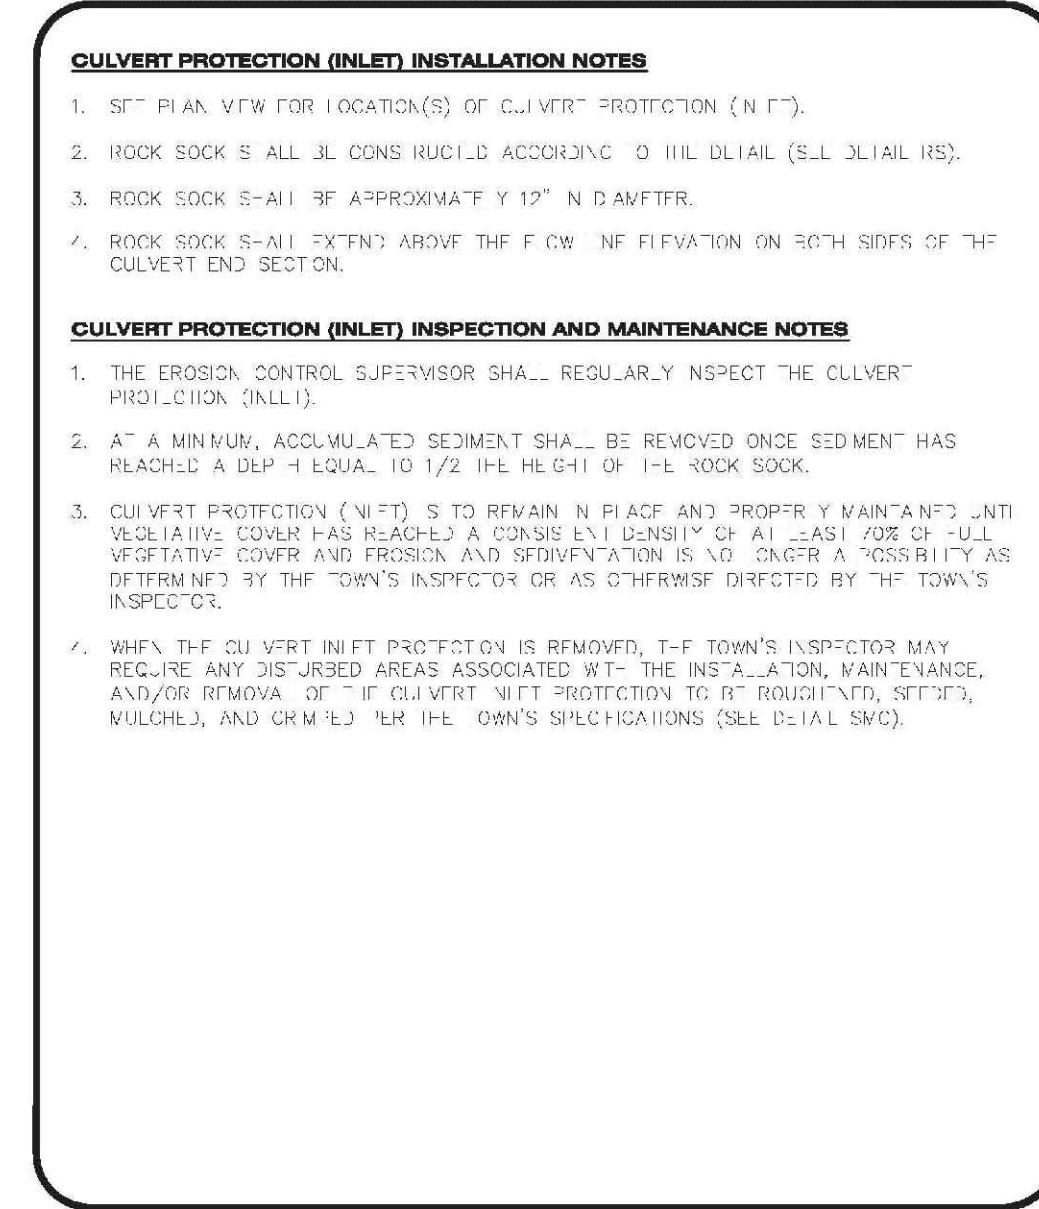 CULVERT PROTECTION (INLET) INSTALLATION NOTES
1. SEE PLAN VIEW FOR LOCATION(S) OF CULVERT PROTECTION (INLET).
2. ROCK SOCK SHALL BE CONSTRUCTED ACCORDING TO THE DETAIL (SEE DETAIL RS).
3. ROCK SOCK SHALL BE APPROXIMATELY 12" IN DIAMETER.
4. ROCK SOCK SHALL EXTEND ABOVE THE FLOW LINE ELEVATION ON BOTH SIDES OF THE
CULVERT END SECTION.
CULVERT PROTECTION (INLET) INSPECTION AND MAINTENANCE NOTES
1. THE EROSION CONTROL SUPERVISOR SHALL REGULARLY INSPECT THE CULVERT
PROTECTION (INLET).
2. AT A MINIMUM, ACCUMULATED SEDIMENT SHALL BE REMOVED ONCE SEDIMENT HAS
REACHED A DEPTH EQUAL TO 1/2 THE HEIGHT OF THE ROCK SOCK.
3. CULVERT PROTECTION (INLET) IS TO REMAIN IN PLACE AND PROPERLY MAINTAINED UNTIL
VEGETATIVE COVER HAS REACHED A CONSISTENT DENSITY OF AT LEAST 70% OF FULL
VEGETATIVE COVER AND EROSION AND SEDIMENTATION IS NO LONGER A POSSIBILITY AS
DETERMINED BY THE TOWN'S INSPECTOR OR AS OTHERWISE DIRECTED BY THE TOWN'S
INSPECTOR.
4. WHEN THE CULVERT INLET PROTECTION IS REMOVED, THE TOWN'S INSPECTOR MAY
REQUIRE ANY DISTURBED AREAS ASSOCIATED WITH THE INSTALLATION, MAINTENANCE,
AND/OR REMOVAL OF THE CULVERT INLET PROTECTION TO BE ROUGHENED, SEEDED,
MULCHED, AND CRIMPED PER THE TOWN'S SPECIFICATIONS (SEE DETAIL SMC).